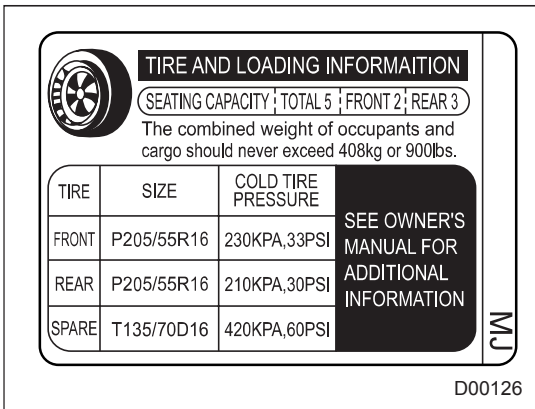 TIRE AND LOADING INFORMAITION
SEATING CAPACITY TOTAL 5 FRONT 2 REAR 3
The combined weight of occupants and
cargo should never exceed 408kg or 900lbs.
TIRE SIZE COLD TIRE PRESSURE
FRONT P205/55R16 230KPA,33PSI
REAR P205/55R16 210KPA,30PSI
SPARE T135/70D16 420KPA,60PSI
SEE OWNER'S
MANUAL FOR
ADDITIONAL
INFORMATION
MJ
D00126